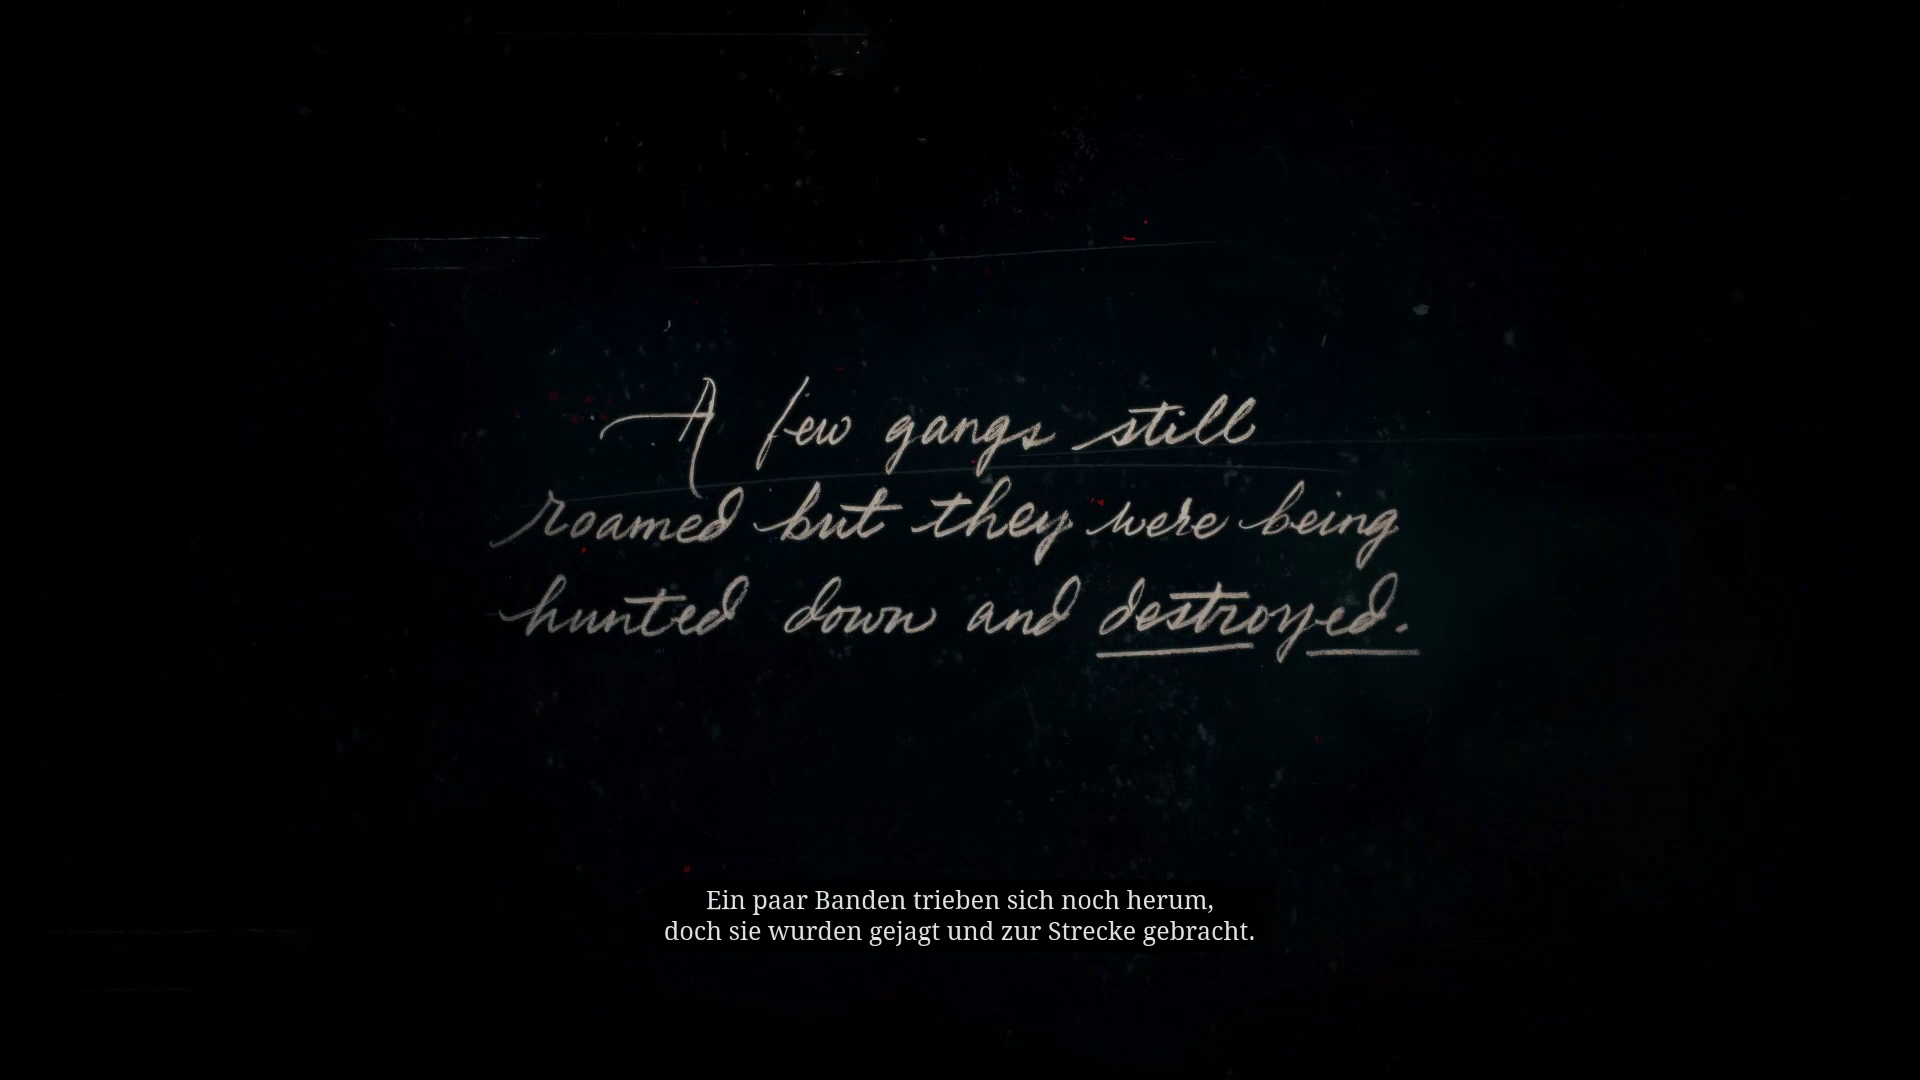 A few gangs still
roamed but they were being
hunted down and destroyed.
Ein paar Banden trieben sich noch herum,
doch sie wurden gejagt und zur Strecke gebracht.